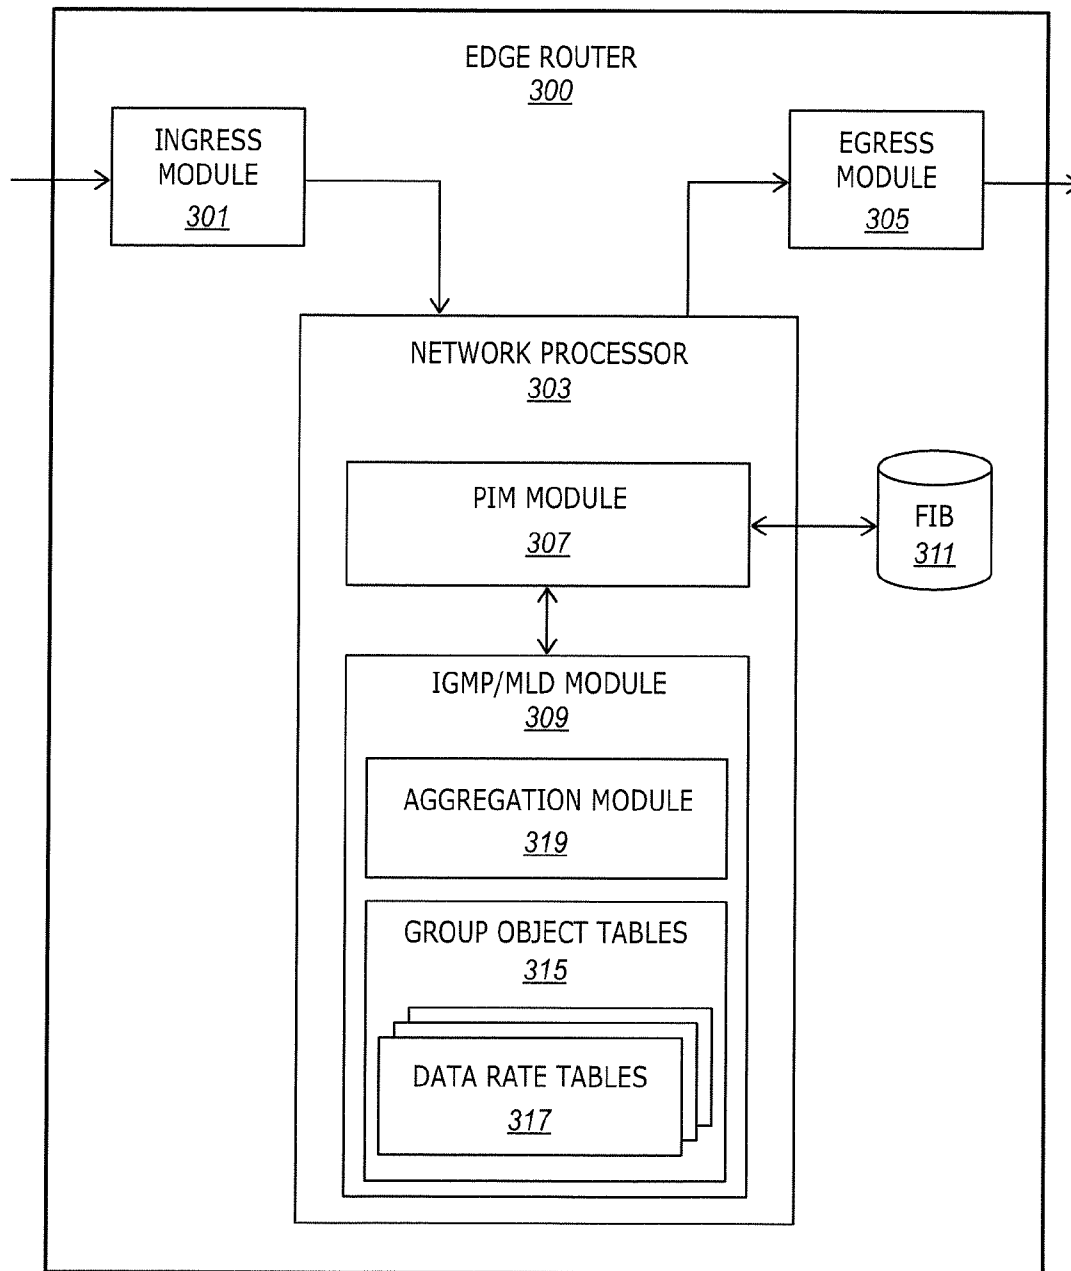 EDGE ROUTER
300
INGRESS
MODULE
301
EGRESS
MODULE
305
NETWORK PROCESSOR
303
PIM MODULE
307
FIB
311
IGMP/MLD MODULE
309
AGGREGATION MODULE
319
GROUP OBJECT TABLES
315
DATA RATE TABLES
317